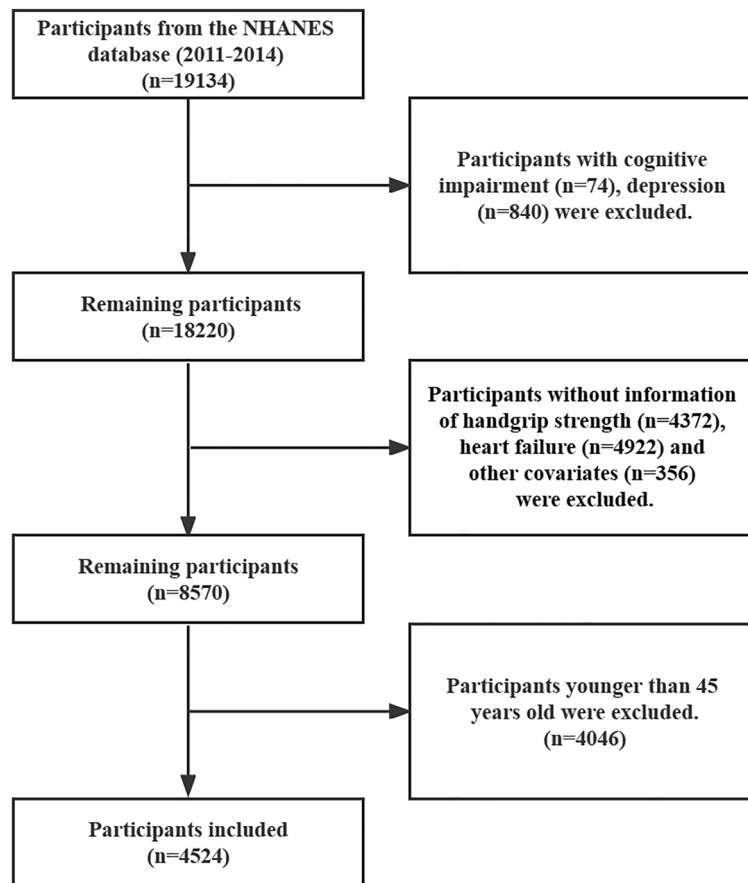 Participants from the NHANES
database (2011-2014)
(n=19134)
Participants with cognitive
impairment (n=74), depression
(n=840) were excluded.
Remaining participants
(n=18220)
Participants without information
of handgrip strength (n=4372),
heart failure (n=4922) and
other covariates (n=356)
were excluded.
Remaining participants
(n=8570)
Participants younger than 45
years old were excluded.
(n=4046)
Participants included
(n=4524)